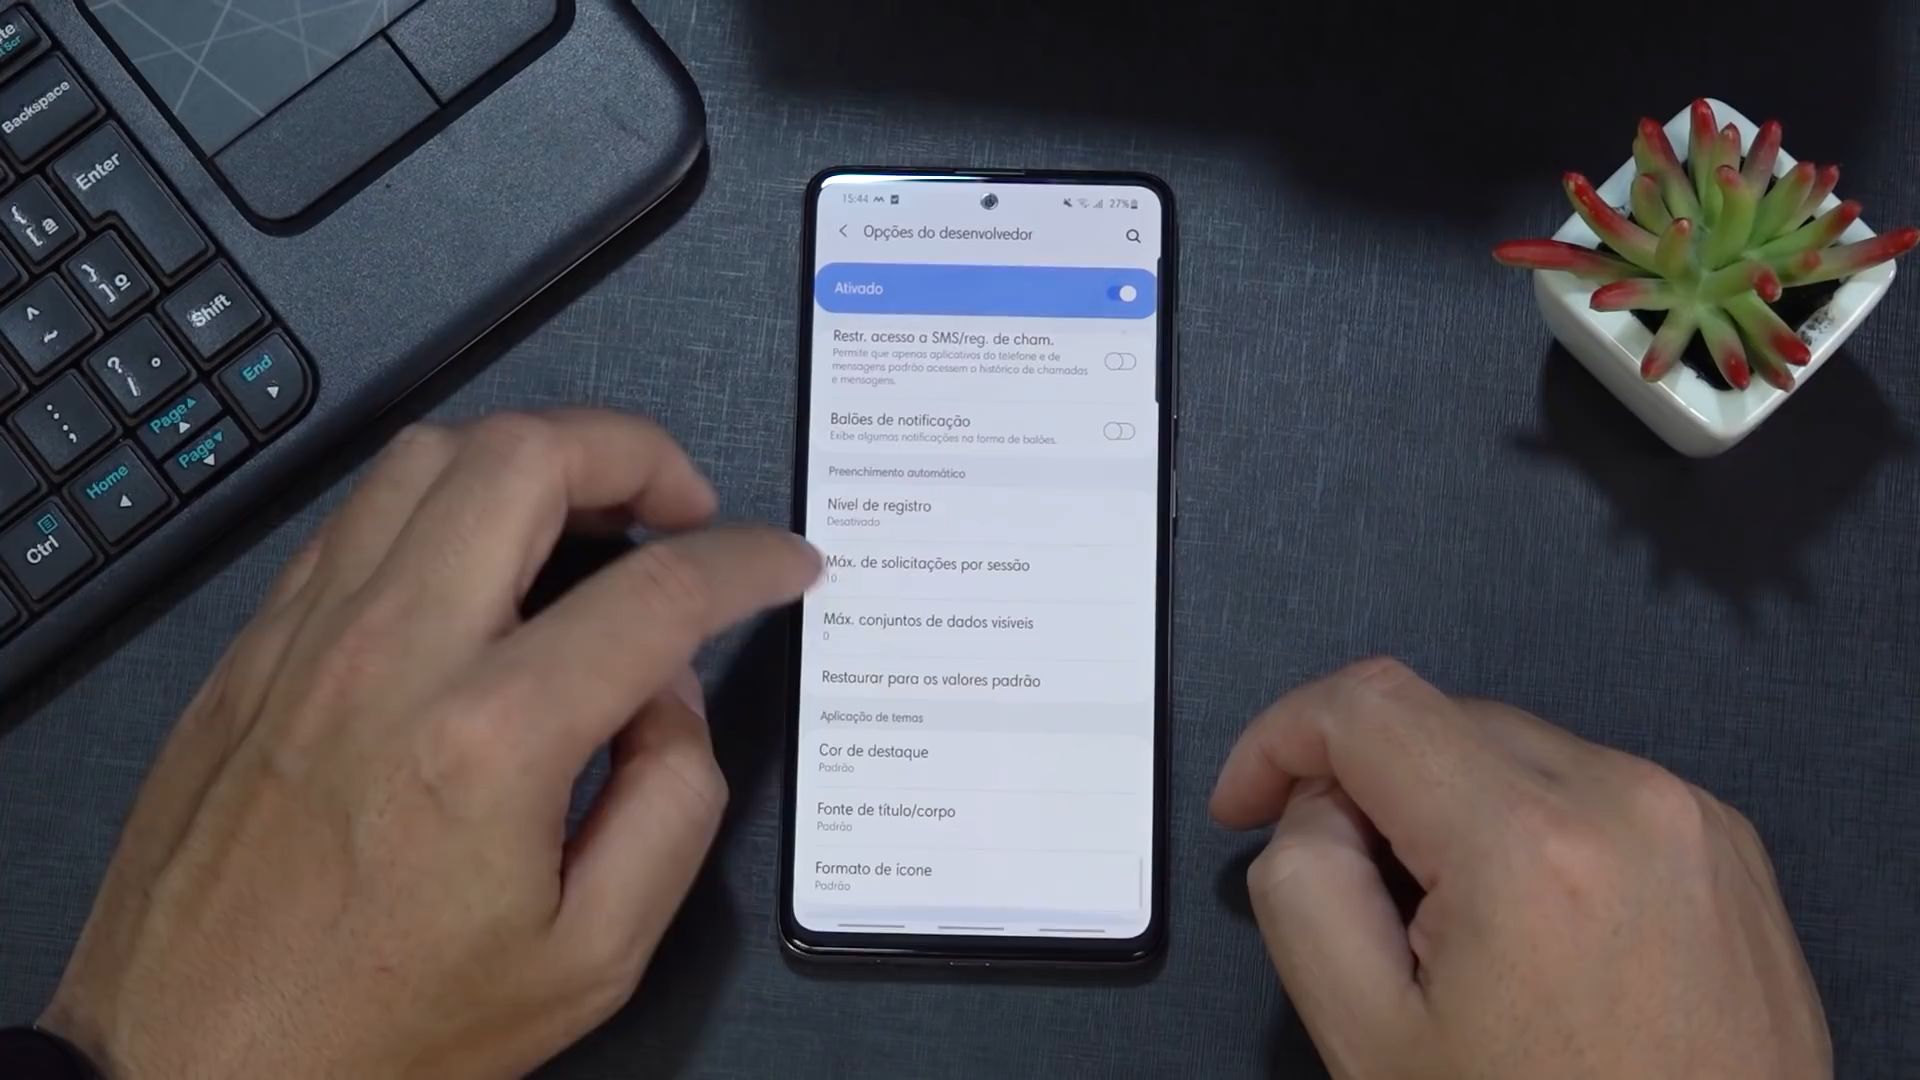 Backspace
Enter
Shift
End
Page
Page
Home
Ctrl
15:44
27%
Opções do desenvolvedor
Ativado
Restr. acesso a SMS/reg. de cham.
Permite que apenas aplicativos do telefone e de
mensagens padrão acessem o histórico de chamadas
e mensagens.
Balões de notificação
Exibe algumas notificações na forma de balões.
Preenchimento automático
Nível de registro
Desativado
Máx. de solicitações por sessão
10
Máx. conjuntos de dados visíveis
0
Restaurar para os valores padrão
Aplicação de temas
Cor de destaque
Padrão
Fonte de título/corpo
Padrão
Formato de ícone
Padrão